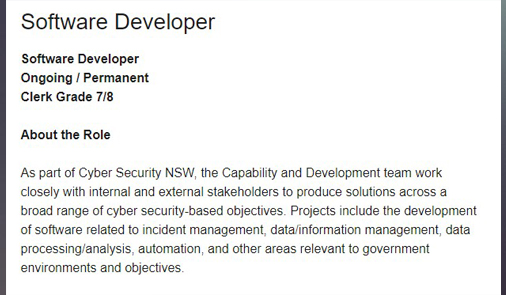 Software Developer
Software Developer
Ongoing / Permanent
Clerk Grade 7/8
About the Role
As part of Cyber Security NSW, the Capability and Development team work
closely with internal and external stakeholders to produce solutions across a
broad range of cyber security-based objectives. Projects include the development
of software related to incident management, data/information management, data
processing/analysis, automation, and other areas relevant to government
environments and objectives.